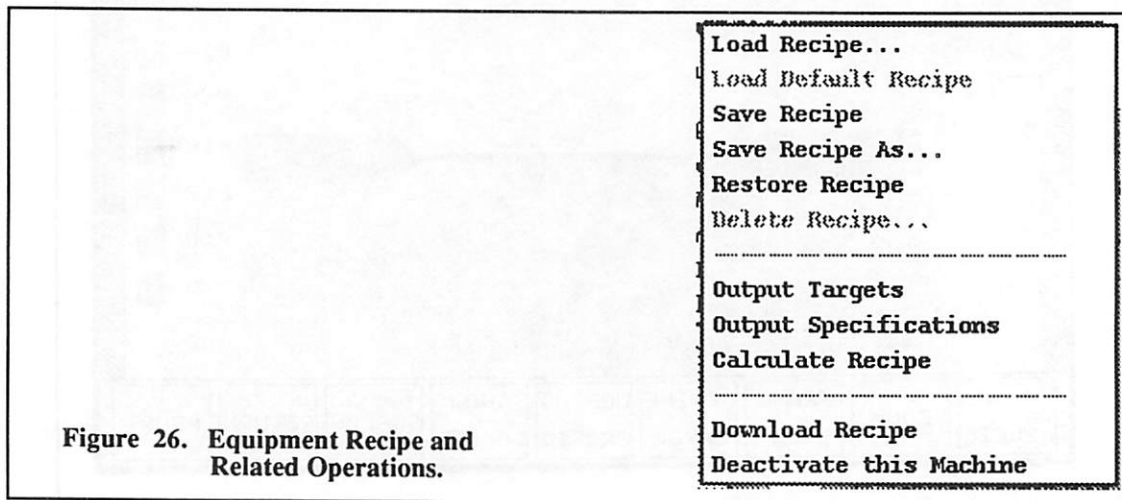 Load Recipe...
Load Default Recipe
Save Recipe
Save Recipe As...
Restore Recipe
Delete Recipe...
Output Targets
Output Specifications
Calculate Recipe
Download Recipe
Deactivate this Machine
Figure 26. Equipment Recipe and
Related Operations.